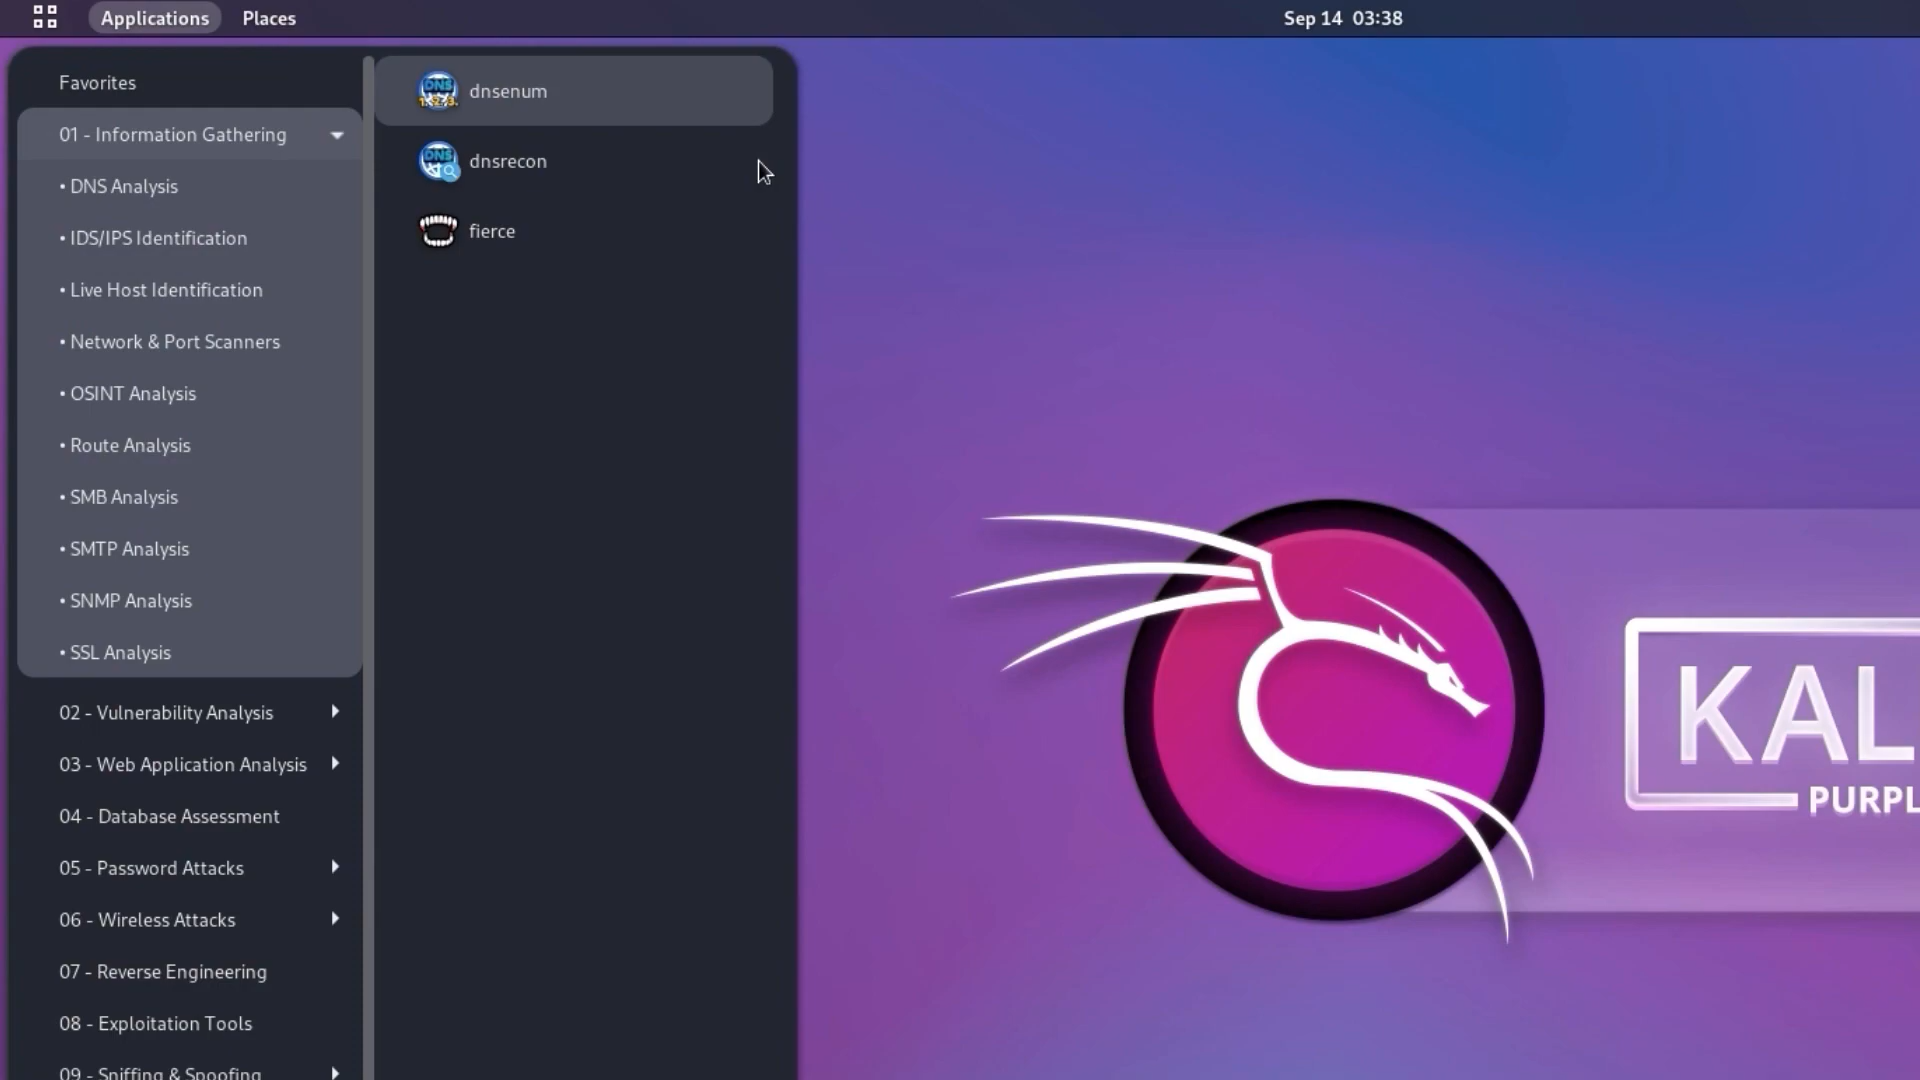 Applications Places Sep 14 03:38
Favorites
01 - Information Gathering
• DNS Analysis
• IDS/IPS Identification
• Live Host Identification
• Network & Port Scanners
• OSINT Analysis
• Route Analysis
• SMB Analysis
• SMTP Analysis
• SNMP Analysis
• SSL Analysis
02 - Vulnerability Analysis
03 - Web Application Analysis
04 - Database Assessment
05 - Password Attacks
06 - Wireless Attacks
07 - Reverse Engineering
08 - Exploitation Tools
09 - Sniffing & Spoofing
dnsenum
dnsrecon
fierce
KAL
PURPL